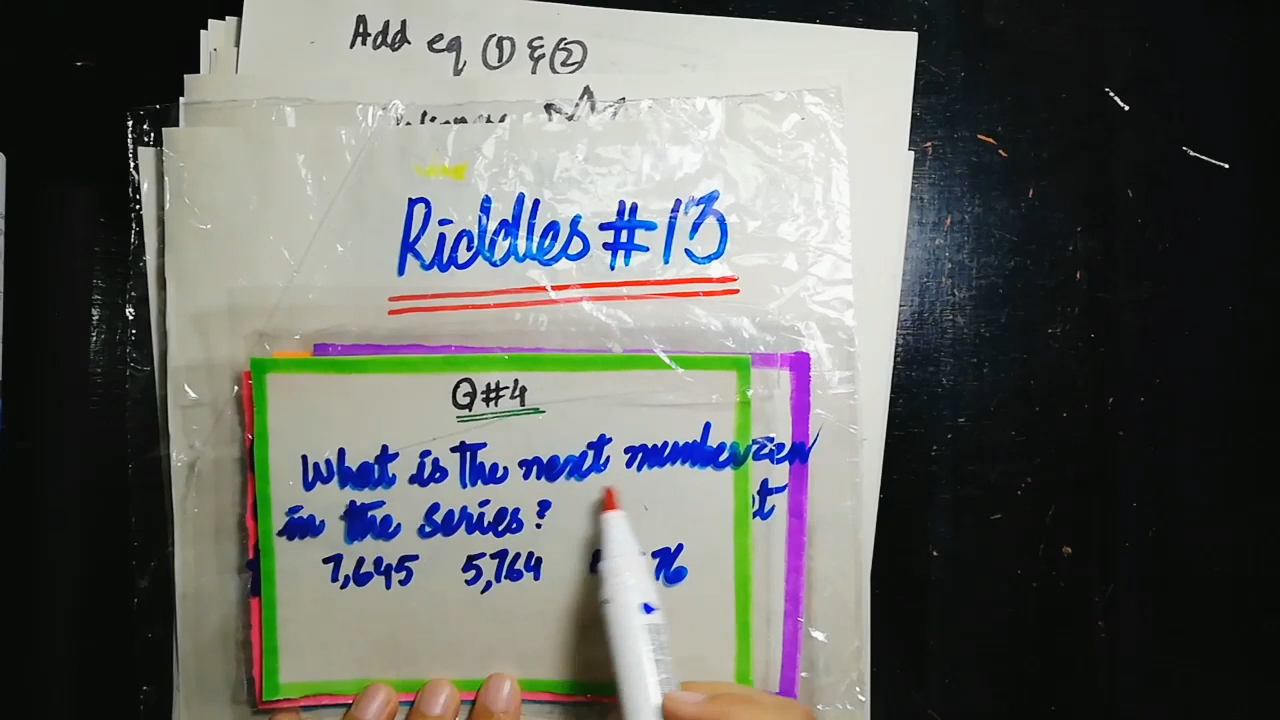 Add eq ① & ②
Riddles #13
Q#4
What is the next number
in the series?
7,645 5,764 76